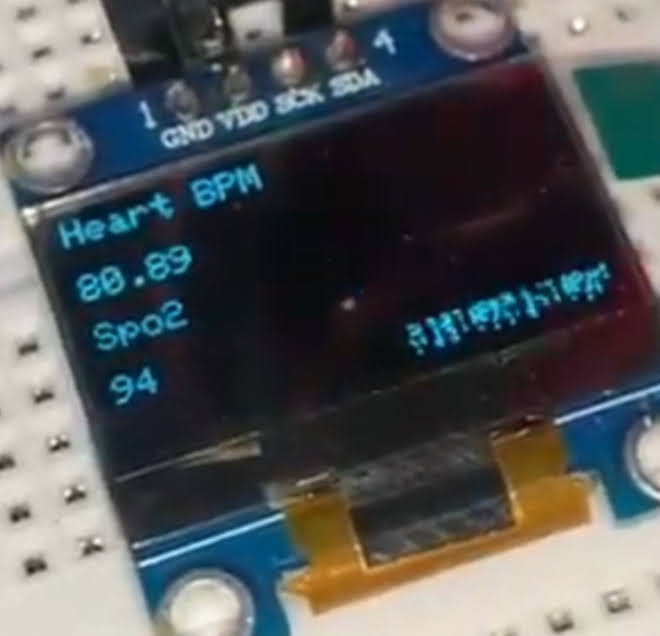 1 GND VDD SCK SDA 4
Heart BPM
80.89
Spo2
94